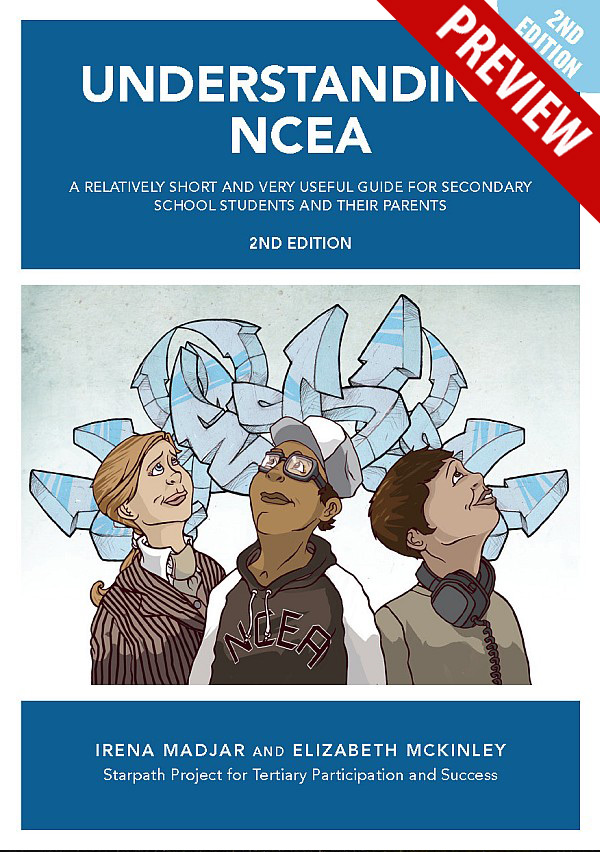 2ND
EDITION
PREVIEW
UNDERSTANDIN
NCEA
A RELATIVELY SHORT AND VERY USEFUL GUIDE FOR SECONDARY
SCHOOL STUDENTS AND THEIR PARENTS
2ND EDITION
NCEA
IRENA MADJAR AND ELIZABETH MCKINLEY
Starpath Project for Tertiary Participation and Success